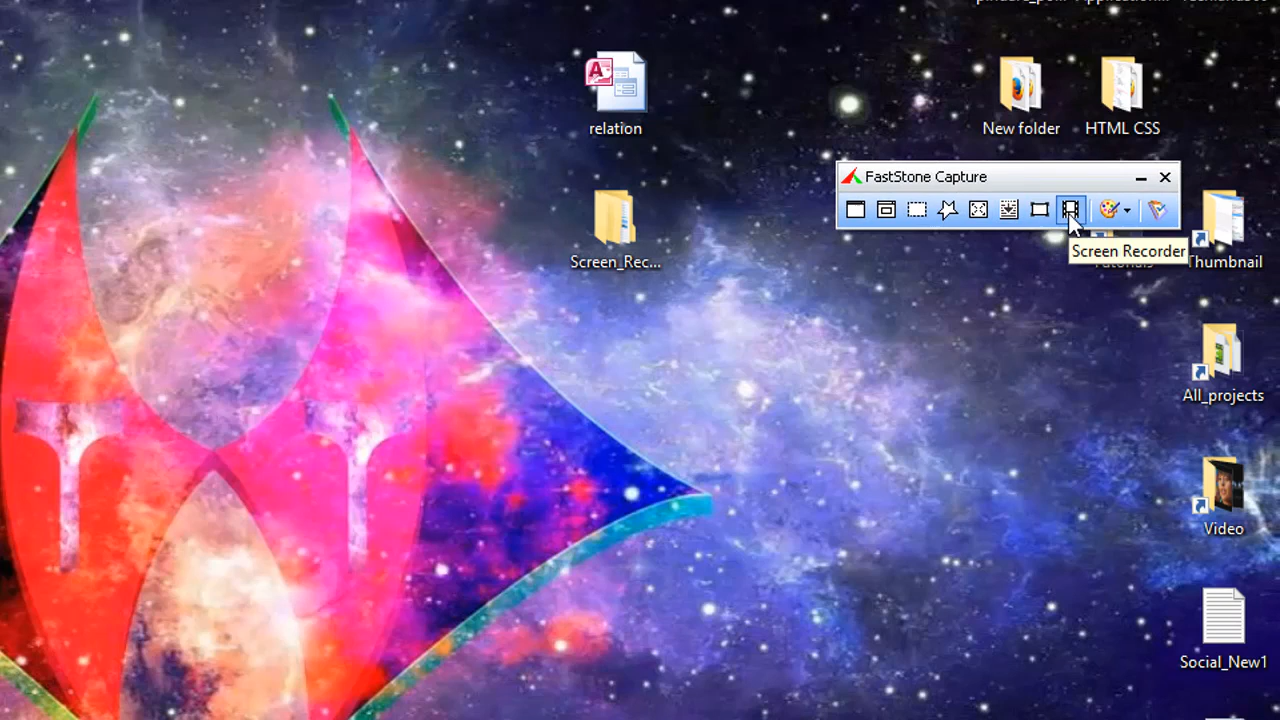 relation
New folder
HTML CSS
FastStone Capture
Screen_Rec...
Screen Recorder
Thumbnail
All_projects
Video
Social_New1